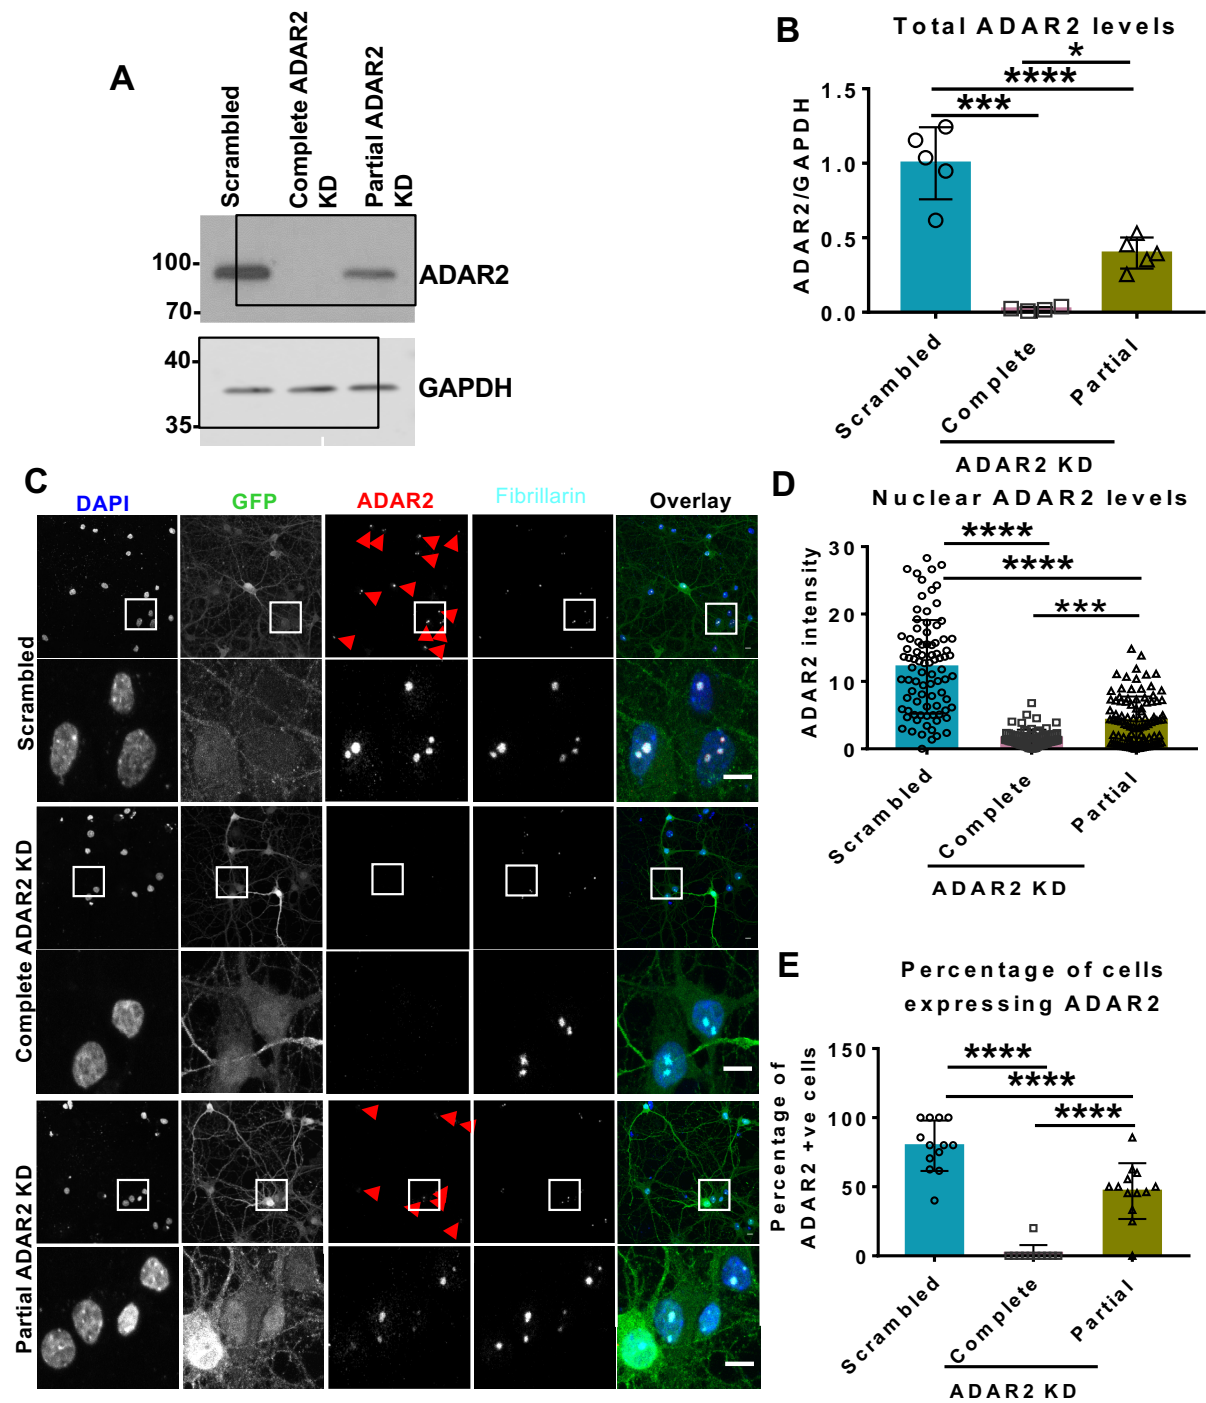 A
Scrambled
Complete ADAR2
KD
Partial ADAR2
KD
100
70
ADAR2
40
35
GAPDH
B
Total ADAR2 levels
*
****
***
ADAR2/GAPDH
1.5
1.0
0.5
0.0
Scrambled
Complete
Partial
ADAR2 KD
C
DAPI
GFP
ADAR2
Fibrillarin
Overlay
Scrambled
Complete ADAR2 KD
Partial ADAR2 KD
D
Nuclear ADAR2 levels
****
****
***
ADAR2 intensity
30
20
10
0
Scrambled
Complete
Partial
ADAR2 KD
E
Percentage of cells
expressing ADAR2
****
****
****
Percentage of
ADAR2 +ve cells
150
100
50
0
Scrambled
Complete
Partial
ADAR2 KD